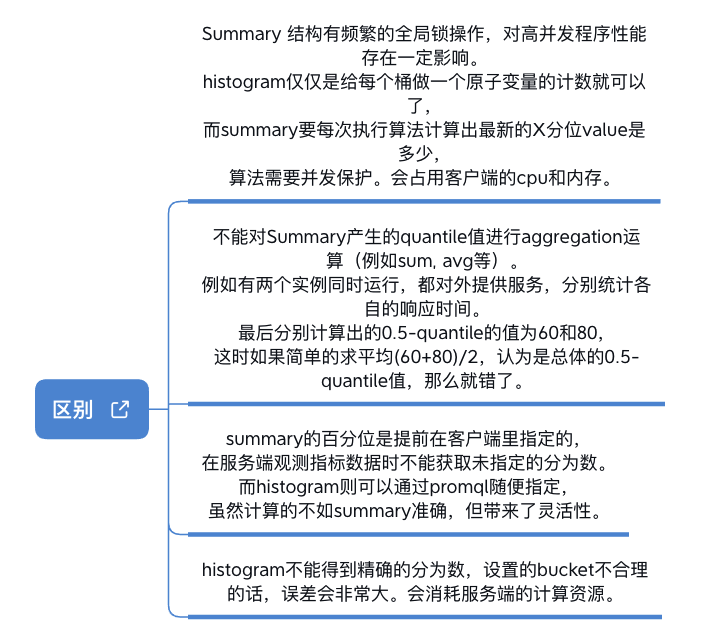 Summary 结构有频繁的全局锁操作，对高并发程序性能
存在一定影响。
histogram仅仅是给每个桶做一个原子变量的计数就可以
了，
而summary要每次执行算法计算出最新的X分位value是
多少，
算法需要并发保护。会占用客户端的cpu和内存。
不能对Summary产生的quantile值进行aggregation运
算（例如sum, avg等）。
例如有两个实例同时运行，都对外提供服务，分别统计各
自的响应时间。
最后分别计算出的0.5-quantile的值为60和80，
这时如果简单的求平均(60+80)/2，认为是总体的0.5-
quantile值，那么就错了。
区别
summary的百分位是提前在客户端里指定的，
在服务端观测指标数据时不能获取未指定的分为数。
而histogram则可以通过promql随便指定，
虽然计算的不如summary准确，但带来了灵活性。
histogram不能得到精确的分为数，设置的bucket不合理
的话，误差会非常大。会消耗服务端的计算资源。